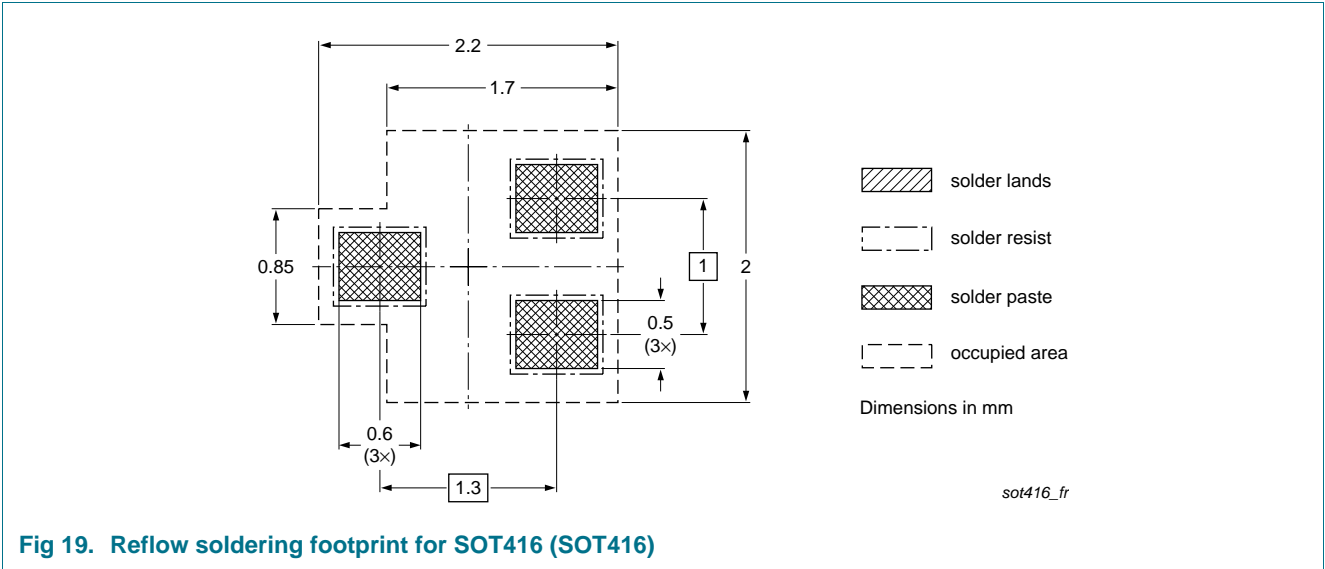 2.2
1.7
solder lands
solder resist
0.85
1
2
solder paste
0.5
(3×)
occupied area
Dimensions in mm
0.6
(3×)
1.3
sot416_fr
Fig 19. Reflow soldering footprint for SOT416 (SOT416)